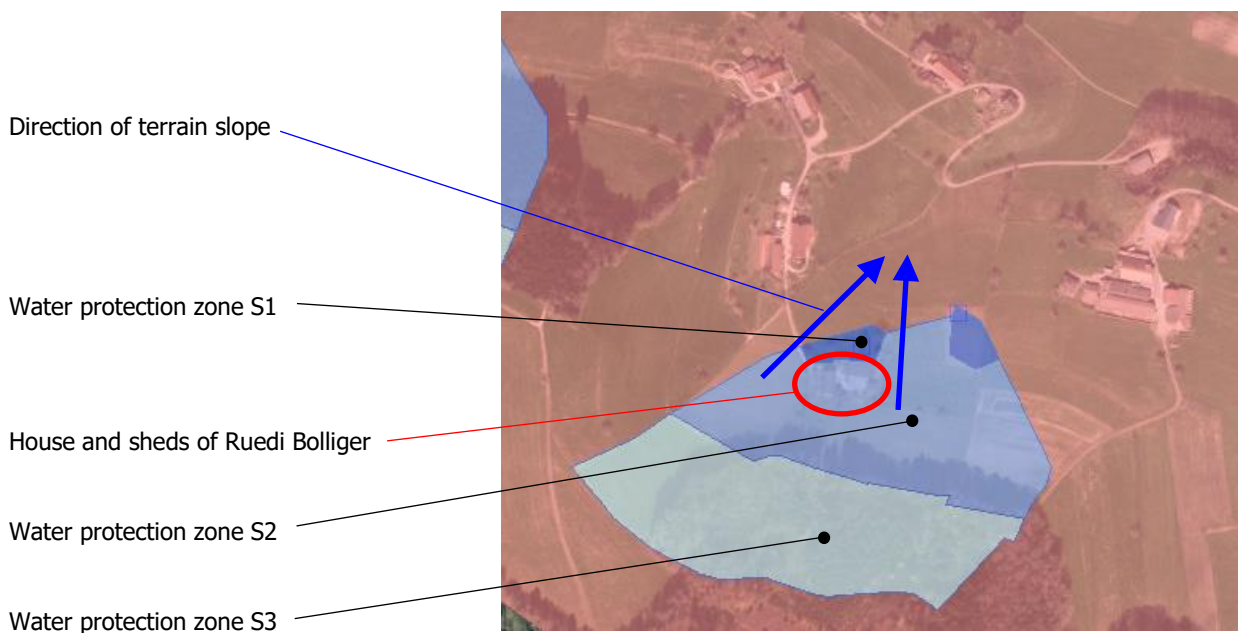 Direction of terrain slope
Water protection zone S1
House and sheds of Ruedi Bolliger
Water protection zone S2
Water protection zone S3